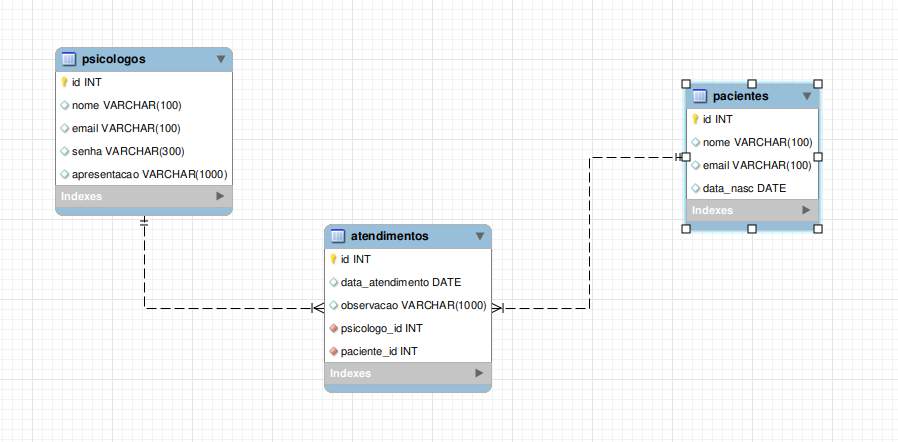 psicologos
id INT
nome VARCHAR(100)
email VARCHAR(100)
senha VARCHAR(300)
apresentacao VARCHAR(1000)
Indexes
pacientes
id INT
nome VARCHAR(100)
email VARCHAR(100)
data_nasc DATE
Indexes
atendimentos
id INT
data_atendimento DATE
observacao VARCHAR(1000)
psicologo_id INT
paciente_id INT
Indexes